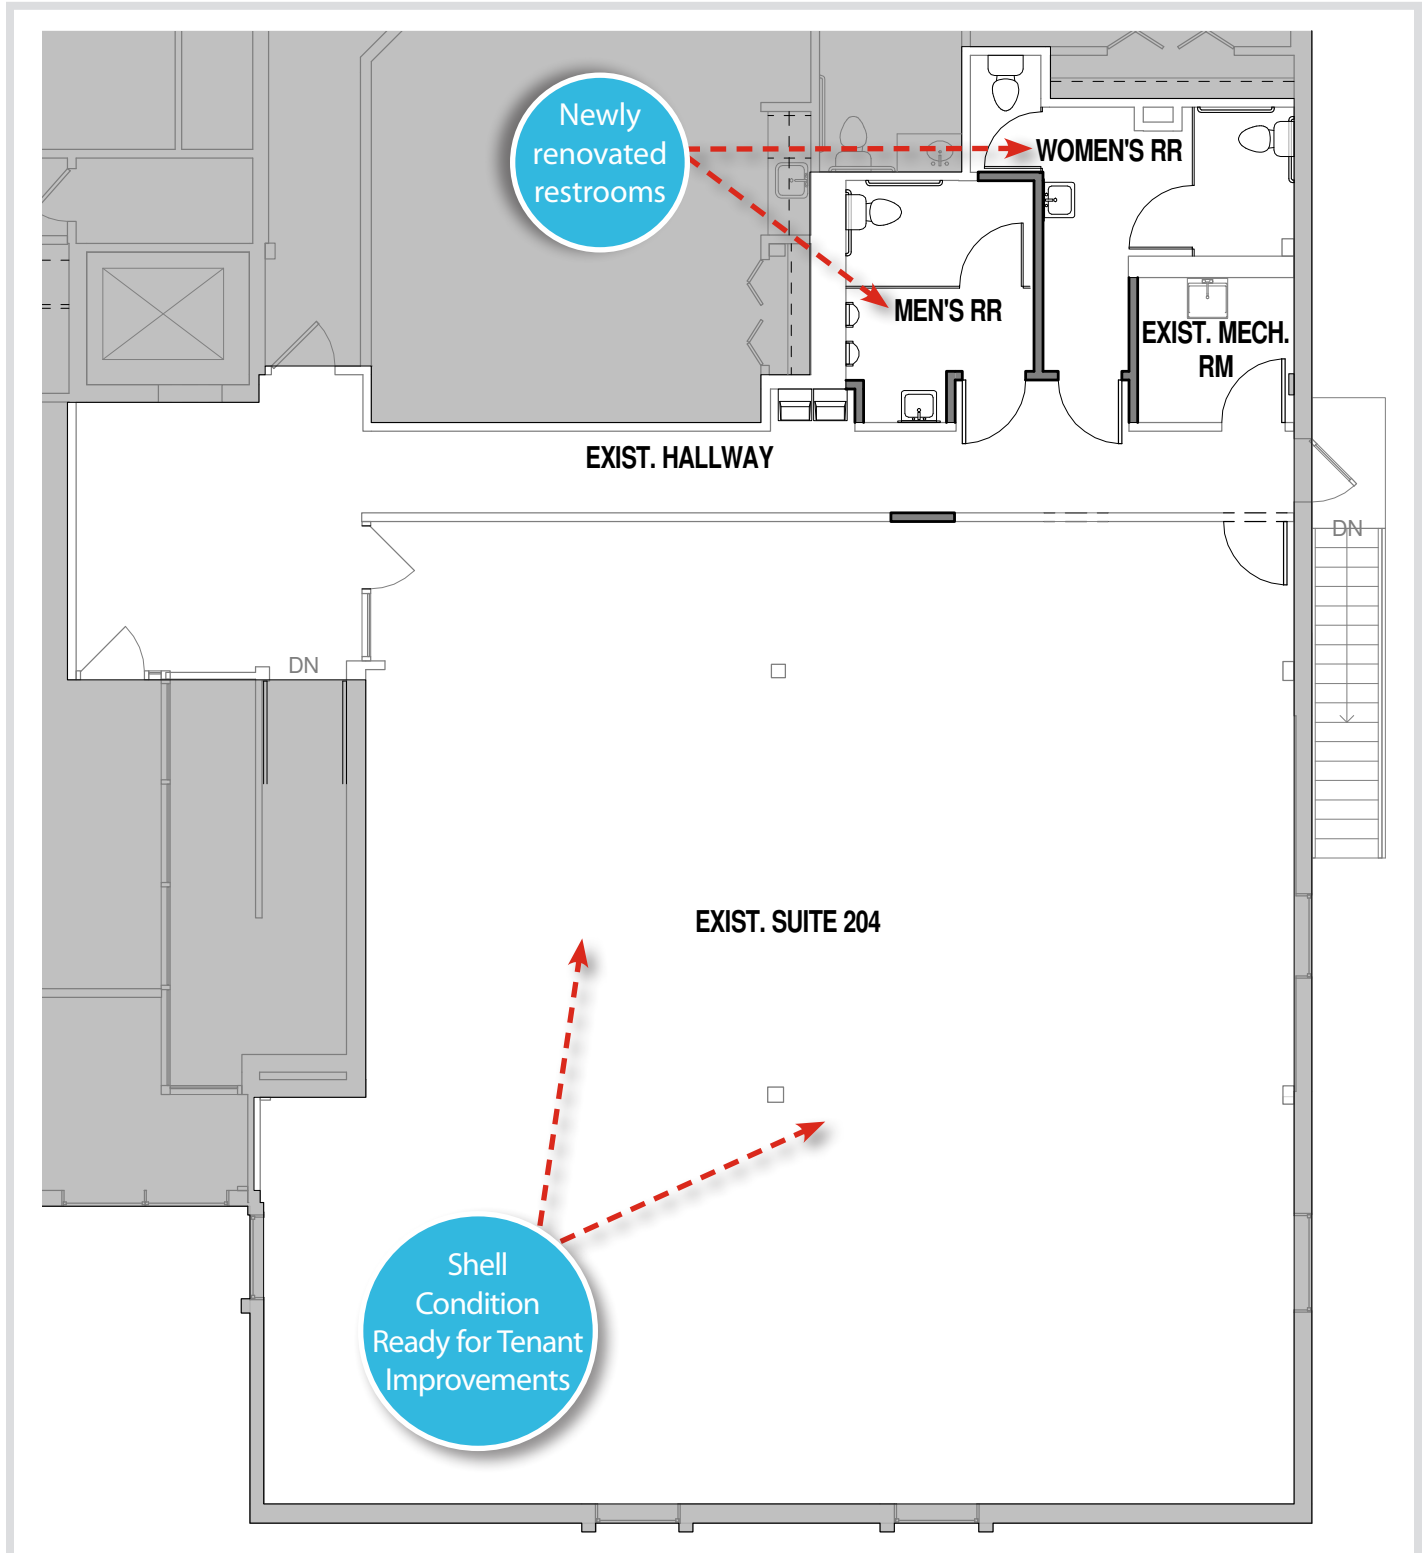 Newly
renovated
restrooms
WOMEN'S RR
MEN'S RR
EXIST. MECH.
RM
EXIST. HALLWAY
DN
DN
EXIST. SUITE 204
Shell
Condition
Ready for Tenant
Improvements